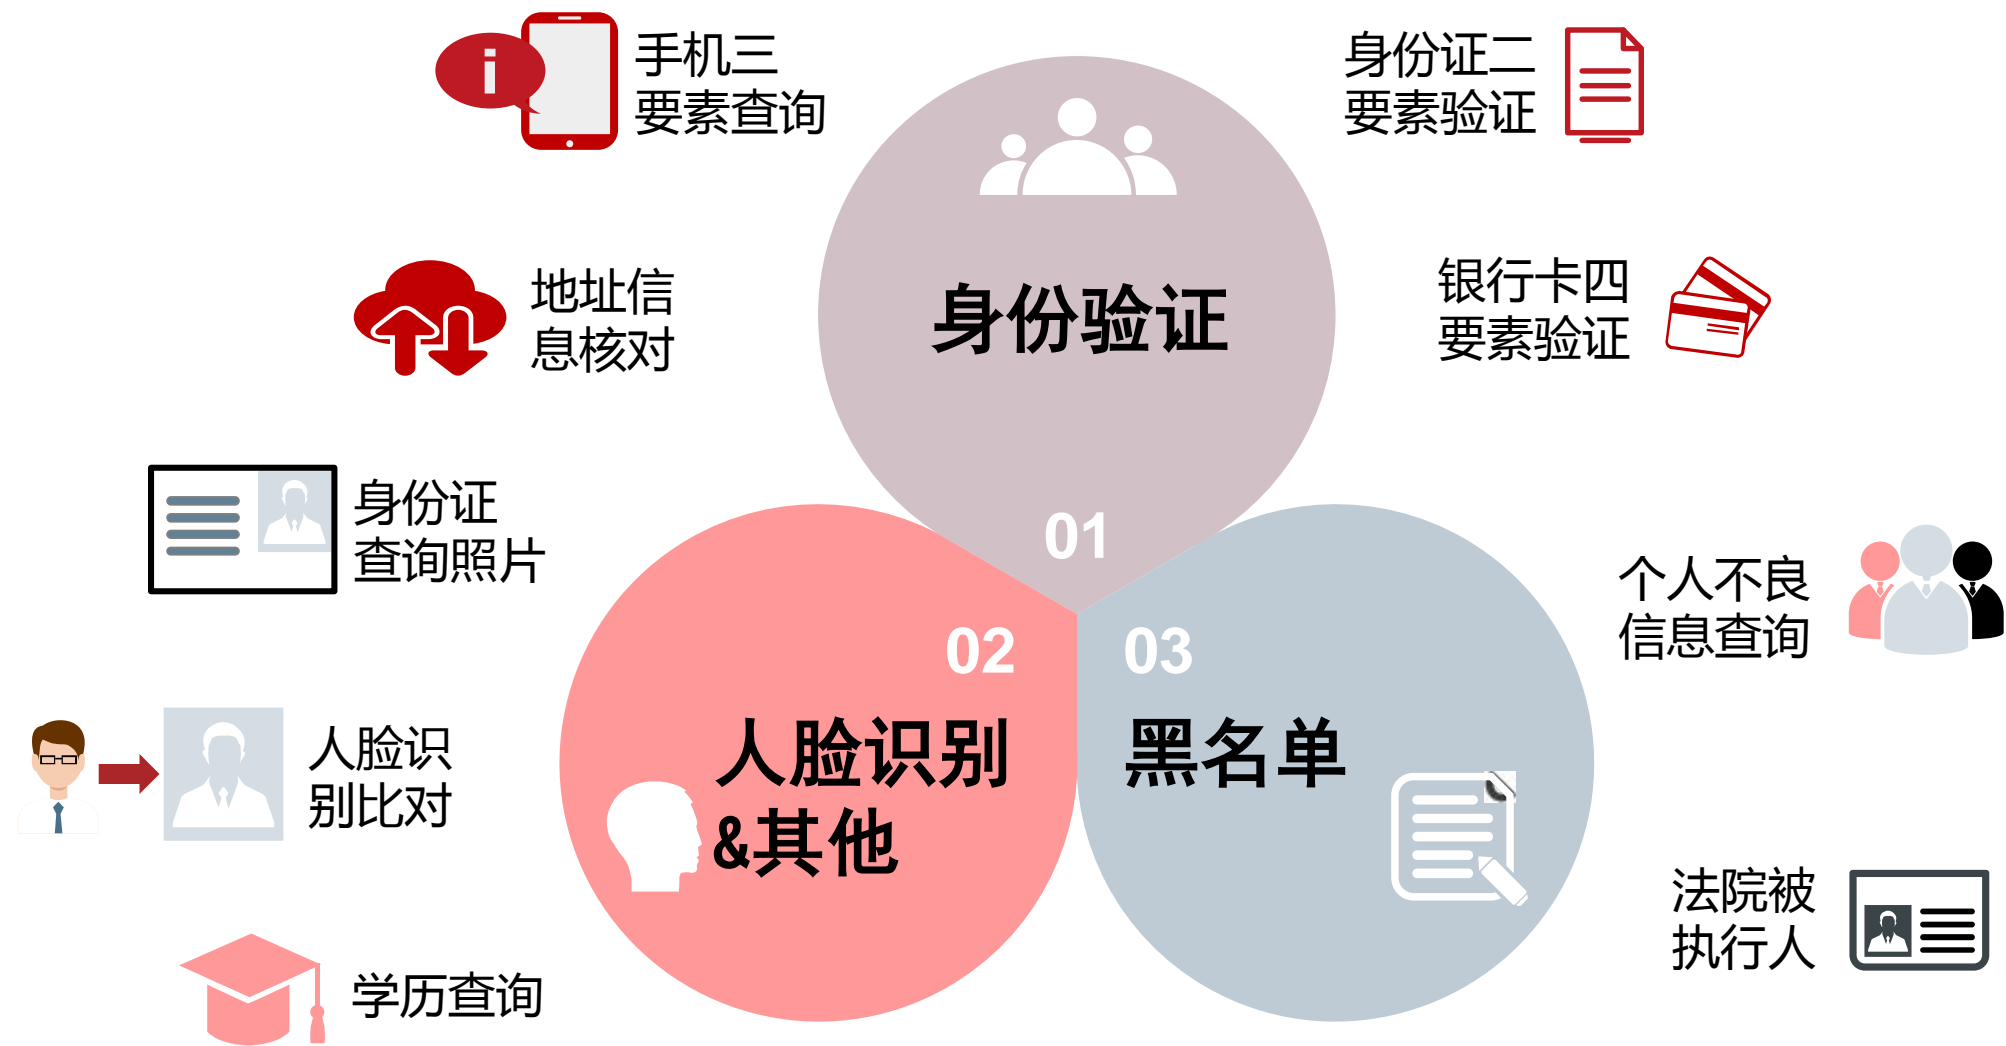 手机三
要素查询
身份证二
要素验证
地址信
息核对
身份验证
银行卡四
要素验证
01
身份证
查询照片
个人不良
信息查询
02
03
人脸识
别比对
人脸识别
&其他
黑名单
法院被
执行人
学历查询
i